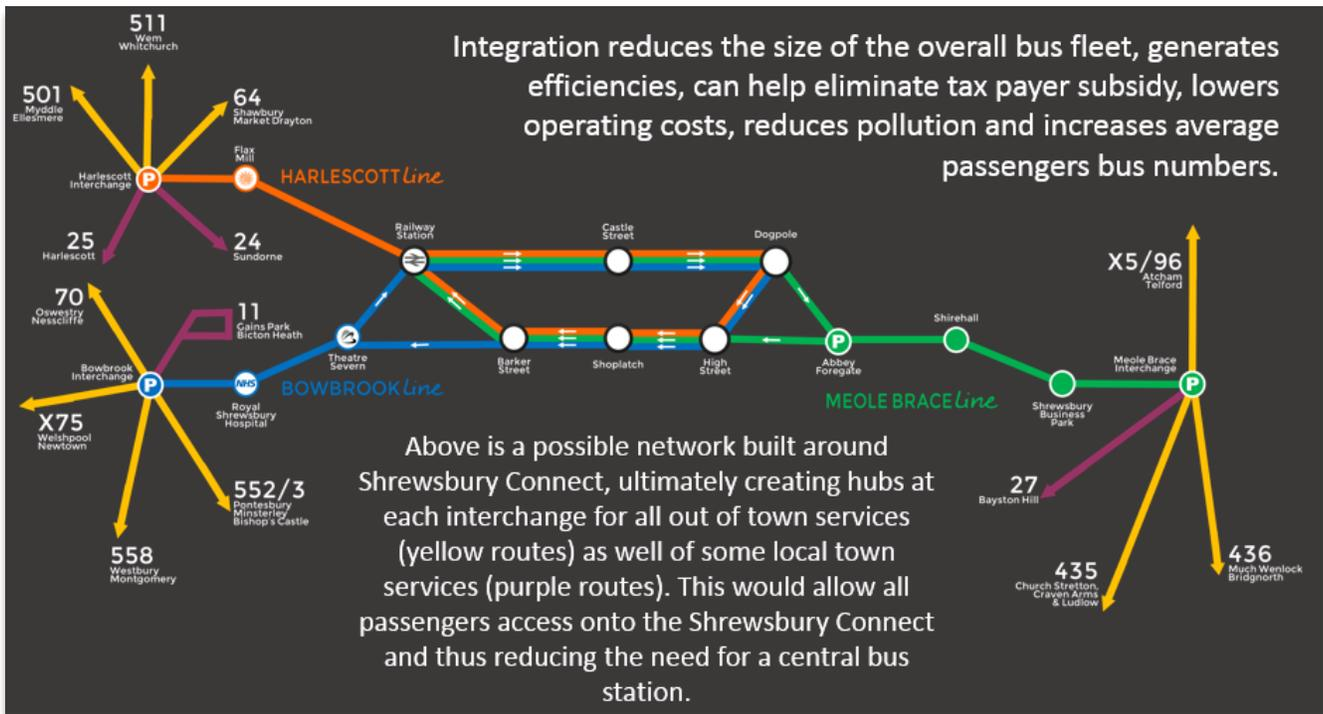 Integration reduces the size of the overall bus fleet, generates
efficiencies, can help eliminate tax payer subsidy, lowers
operating costs, reduces pollution and increases average
passengers bus numbers.
511
Wem
Whitchurch
501
Myddle
Ellesmere
64
Shawbury
Market Drayton
Flax
Mill
Harlescott
Interchange
P
HARLESCOTT line
25
Harlescott
24
Sundorne
Railway
Station
Castle
Street
Dogpole
70
Oswestry
Nesscliffe
11
Gains Park
Bicton Heath
Bowbrook
Interchange
P
NHS
Royal
Shrewsbury
Hospital
BOWBROOK line
Theatre
Severn
Barker
Street
Shoplatch
High
Street
P
Abbey
Foregate
Shirehall
Shrewsbury
Business
Park
MEOLE BRACE line
Meole Brace
Interchange
P
X5/96
Atcham
Telford
X75
Welshpool
Newtown
558
Westbury
Montgomery
552/3
Pontesbury
Minsterley
Bishop's Castle
27
Bayston Hill
435
Church Stretton,
Craven Arms
& Ludlow
436
Much Wenlock
Bridgnorth
Above is a possible network built around
Shrewsbury Connect, ultimately creating hubs at
each interchange for all out of town services
(yellow routes) as well of some local town
services (purple routes). This would allow all
passengers access onto the Shrewsbury Connect
and thus reducing the need for a central bus
station.